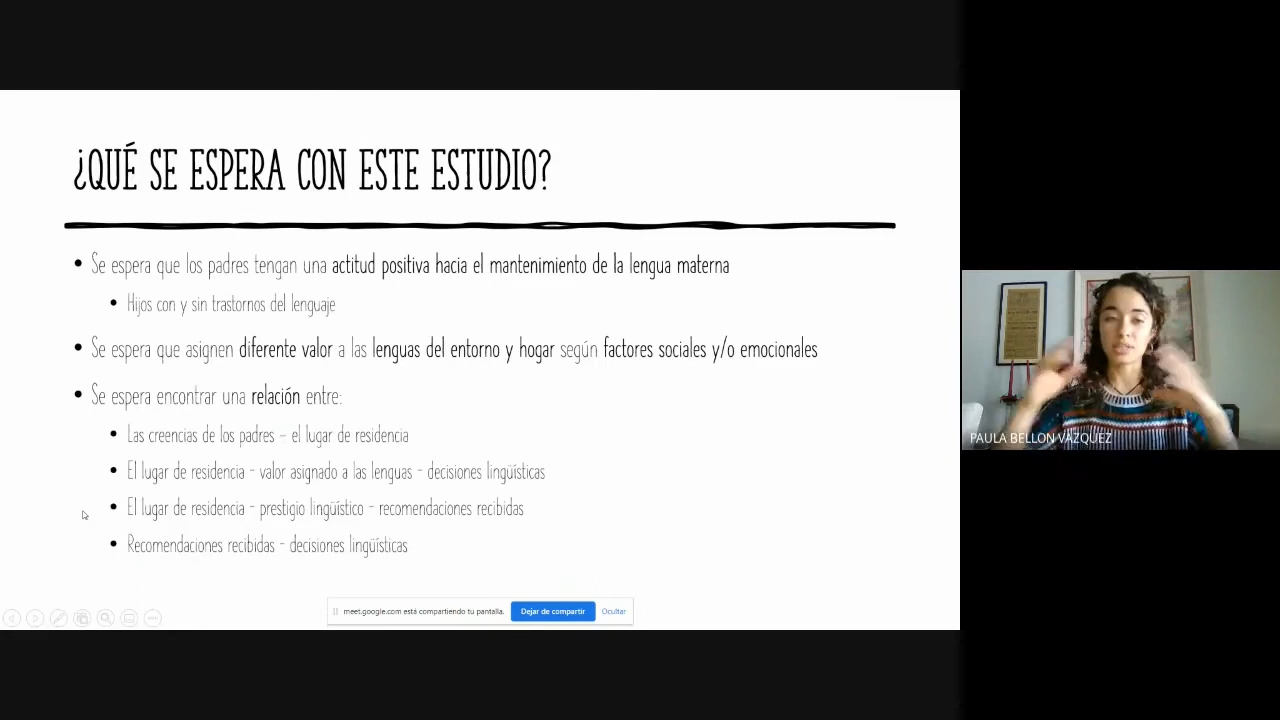 ¿QUÉ SE ESPERA CON ESTE ESTUDIO?
• Se espera que los padres tengan una actitud positiva hacia el mantenimiento de la lengua materna
• Hijos con y sin trastornos del lenguaje
• Se espera que asignen diferente valor a las lenguas del entorno y hogar según factores sociales y/o emocionales
• Se espera encontrar una relación entre:
• Las creencias de los padres – el lugar de residencia
• El lugar de residencia - valor asignado a las lenguas - decisiones lingüísticas
• El lugar de residencia - prestigio lingüístico - recomendaciones recibidas
• Recomendaciones recibidas - decisiones lingüísticas
meet.google.com está compartiendo tu pantalla.
Dejar de compartir
Ocultar
PAULA BELLON VAZQUEZ